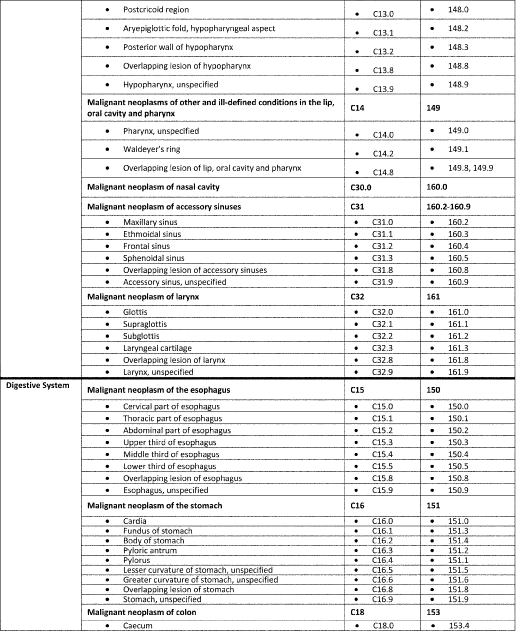 • Postcricoid region • C13.0 • 148.0
• Aryepiglottic fold, hypopharyngeal aspect • C13.1 • 148.2
• Posterior wall of hypopharynx • C13.2 • 148.3
• Overlapping lesion of hypopharynx • C13.8 • 148.8
• Hypopharynx, unspecified • C13.9 • 148.9
Malignant neoplasms of other and ill-defined conditions in the lip, oral cavity and pharynx C14 149
• Pharynx, unspecified • C14.0 • 149.0
• Waldeyer's ring • C14.2 • 149.1
• Overlapping lesion of lip, oral cavity and pharynx • C14.8 • 149.8, 149.9
Malignant neoplasm of nasal cavity C30.0 160.0
Malignant neoplasm of accessory sinuses C31 160.2-160.9
• Maxillary sinus • C31.0 • 160.2
• Ethmoidal sinus • C31.1 • 160.3
• Frontal sinus • C31.2 • 160.4
• Sphenoidal sinus • C31.3 • 160.5
• Overlapping lesion of accessory sinuses • C31.8 • 160.8
• Accessory sinus, unspecified • C31.9 • 160.9
Malignant neoplasm of larynx C32 161
• Glottis • C32.0 • 161.0
• Supraglottis • C32.1 • 161.1
• Subglottis • C32.2 • 161.2
• Laryngeal cartilage • C32.3 • 161.3
• Overlapping lesion of larynx • C32.8 • 161.8
• Larynx, unspecified • C32.9 • 161.9
Digestive System Malignant neoplasm of the esophagus C15 150
• Cervical part of esophagus • C15.0 • 150.0
• Thoracic part of esophagus • C15.1 • 150.1
• Abdominal part of esophagus • C15.2 • 150.2
• Upper third of esophagus • C15.3 • 150.3
• Middle third of esophagus • C15.4 • 150.4
• Lower third of esophagus • C15.5 • 150.5
• Overlapping lesion of esophagus • C15.8 • 150.8
• Esophagus, unspecified • C15.9 • 150.9
Malignant neoplasm of the stomach C16 151
• Cardia • C16.0 • 151.0
• Fundus of stomach • C16.1 • 151.3
• Body of stomach • C16.2 • 151.4
• Pyloric antrum • C16.3 • 151.2
• Pylorus • C16.4 • 151.1
• Lesser curvature of stomach, unspecified • C16.5 • 151.5
• Greater curvature of stomach, unspecified • C16.6 • 151.6
• Overlapping lesion of stomach • C16.8 • 151.8
• Stomach, unspecified • C16.9 • 151.9
Malignant neoplasm of colon C18 153
• Caecum • C18.0 • 153.4